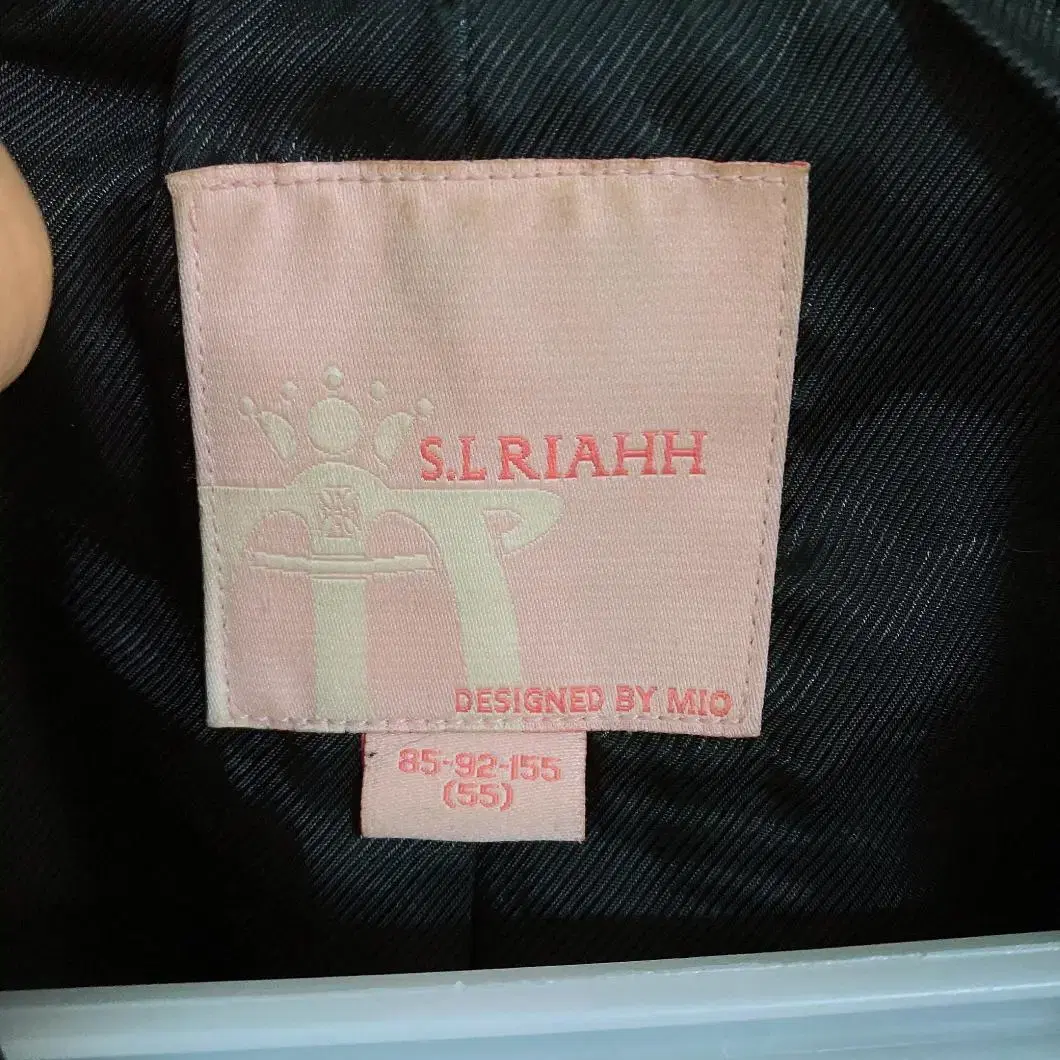 S.L RIAHH
DESIGNED BY MIO
85-92-155
(55)